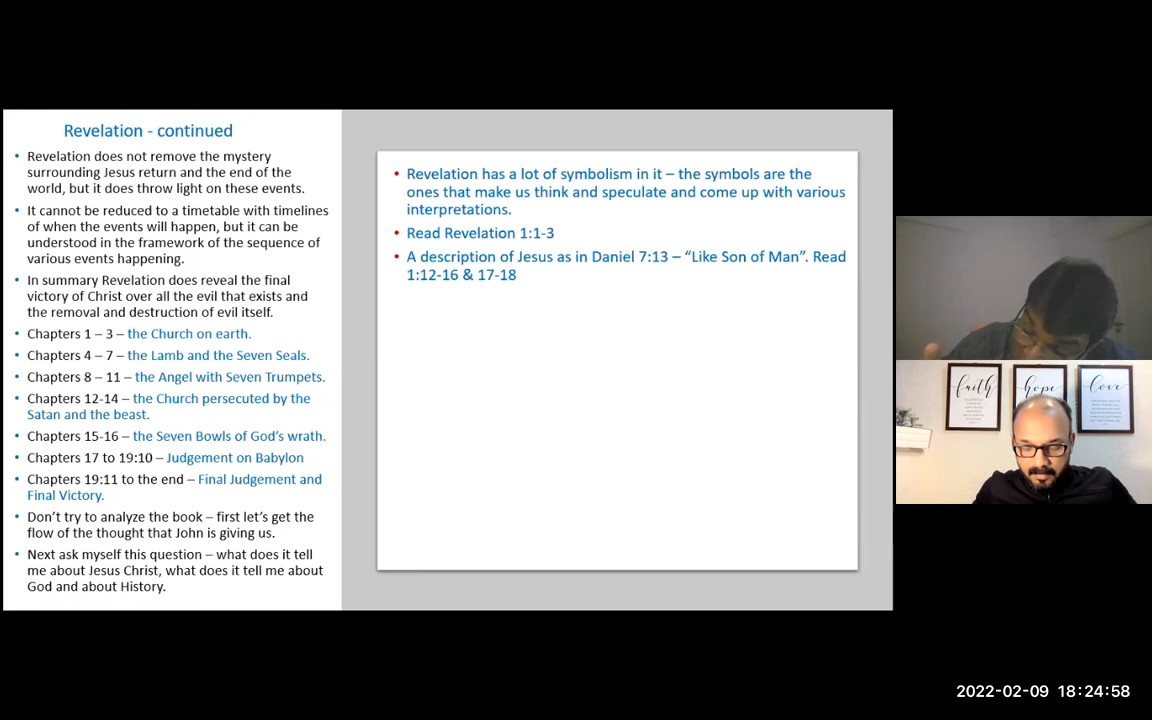 Revelation - continued
• Revelation does not remove the mystery
surrounding Jesus return and the end of the
world, but it does throw light on these events.
• It cannot be reduced to a timetable with timelines
of when the events will happen, but it can be
understood in the framework of the sequence of
various events happening.
• In summary Revelation does reveal the final
victory of Christ over all the evil that exists and
the removal and destruction of evil itself.
• Chapters 1 – 3 – the Church on earth.
• Chapters 4 – 7 – the Lamb and the Seven Seals.
• Chapters 8 – 11 – the Angel with Seven Trumpets.
• Chapters 12-14 – the Church persecuted by the
Satan and the beast.
• Chapters 15-16 – the Seven Bowls of God’s wrath.
• Chapters 17 to 19:10 – Judgement on Babylon
• Chapters 19:11 to the end – Final Judgement and
Final Victory.
• Don’t try to analyze the book – first let’s get the
flow of the thought that John is giving us.
• Next ask myself this question – what does it tell
me about Jesus Christ, what does it tell me about
God and about History.
• Revelation has a lot of symbolism in it – the symbols are the
ones that make us think and speculate and come up with various
interpretations.
• Read Revelation 1:1-3
• A description of Jesus as in Daniel 7:13 – “Like Son of Man”. Read
1:12-16 & 17-18
faith
hope
love
2022-02-09 18:24:58